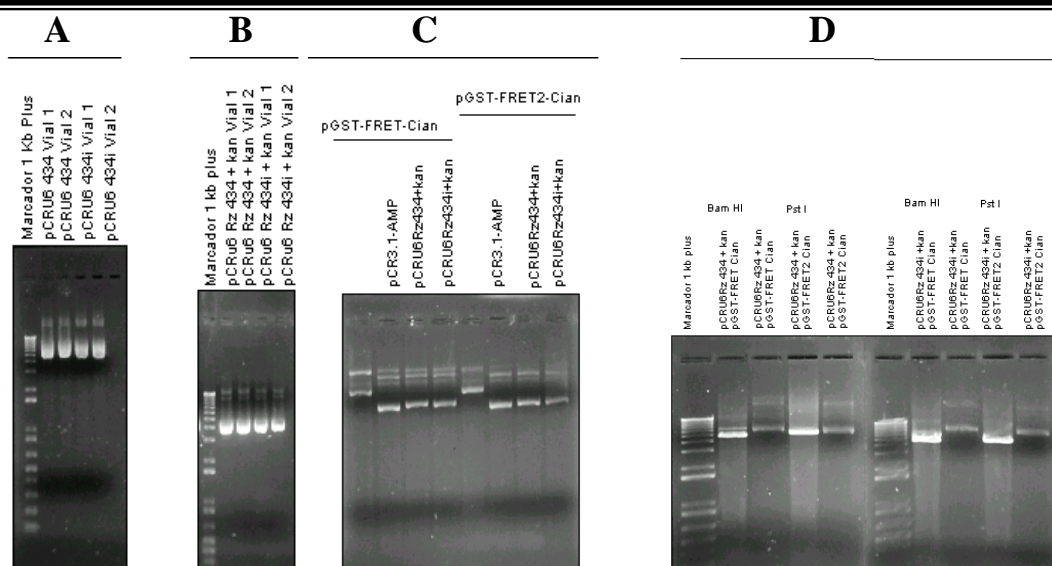 A
B
C
D
Marcador 1 Kb Plus
pCRU6 434 Vial 1
pCRU6 434 Vial 2
pCRU6 434i Vial 1
pCRU6 434i Vial 2
Marcador 1 kb plus
pCRu6 Rz 434 + kan Vial 1
pCRu6 Rz 434 + kan Vial 2
pCRu6 Rz 434i + kan Vial 1
pCRu6 Rz 434i + kan Vial 2
pGST-FRET-Cian
pGST-FRET2-Cian
pCR3.1-AMP
pCRU6Rz434+kan
pCRU6Rz434i+kan
pCR3.1-AMP
pCRU6Rz434+kan
pCRU6Rz434i+kan
Bam HI
Pst I
Bam HI
Pst I
Marcador 1 kb plus
pCRU6Rz 434 + kan
pGST-FRET Cian
pCRU6Rz 434 + kan
pGST-FRET Cian
pCRU6Rz 434 + kan
pGST-FRET2 Cian
pCRU6Rz 434 + kan
pGST-FRET2 Cian
Marcador 1 kb plus
pCRU6Rz 434i + kan
pGST-FRET Cian
pCRU6Rz 434i + kan
pGST-FRET Cian
pCRU6Rz 434i + kan
pGST-FRET2 Cian
pCRU6Rz 434i + kan
pGST-FRET2 Cian